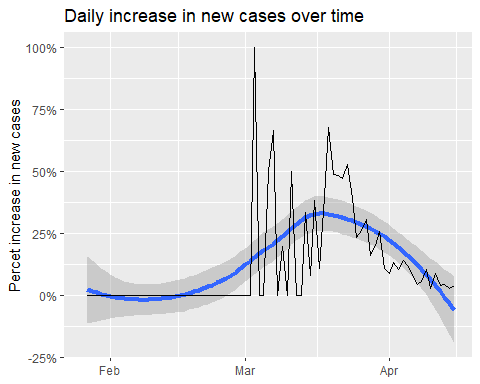 Daily increase in new cases over time
Percet increase in new cases
100%
75%
50%
25%
0%
-25%
Feb
Mar
Apr